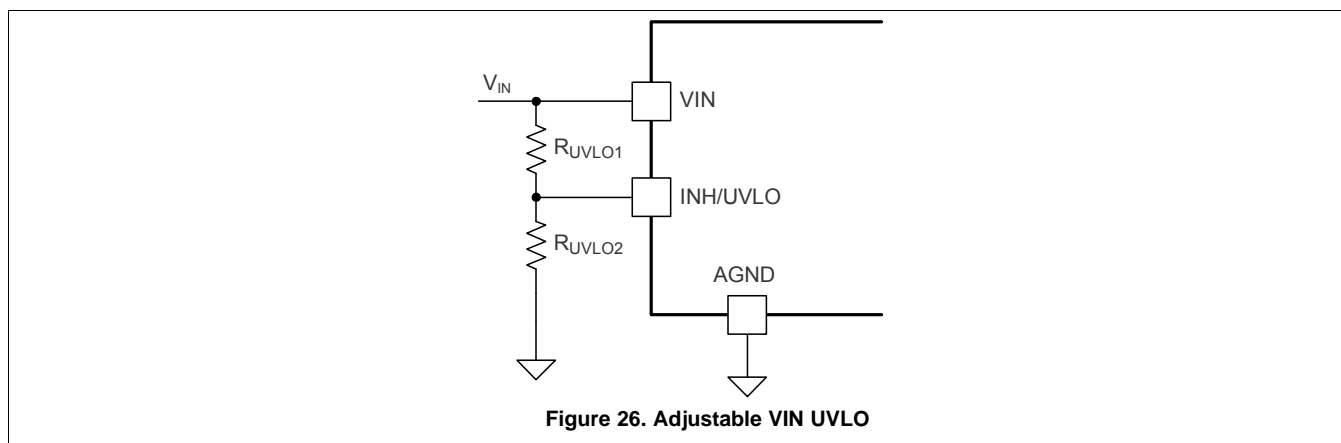 V_IN
VIN
R_UVLO1
INH/UVLO
R_UVLO2
AGND
Figure 26. Adjustable VIN UVLO